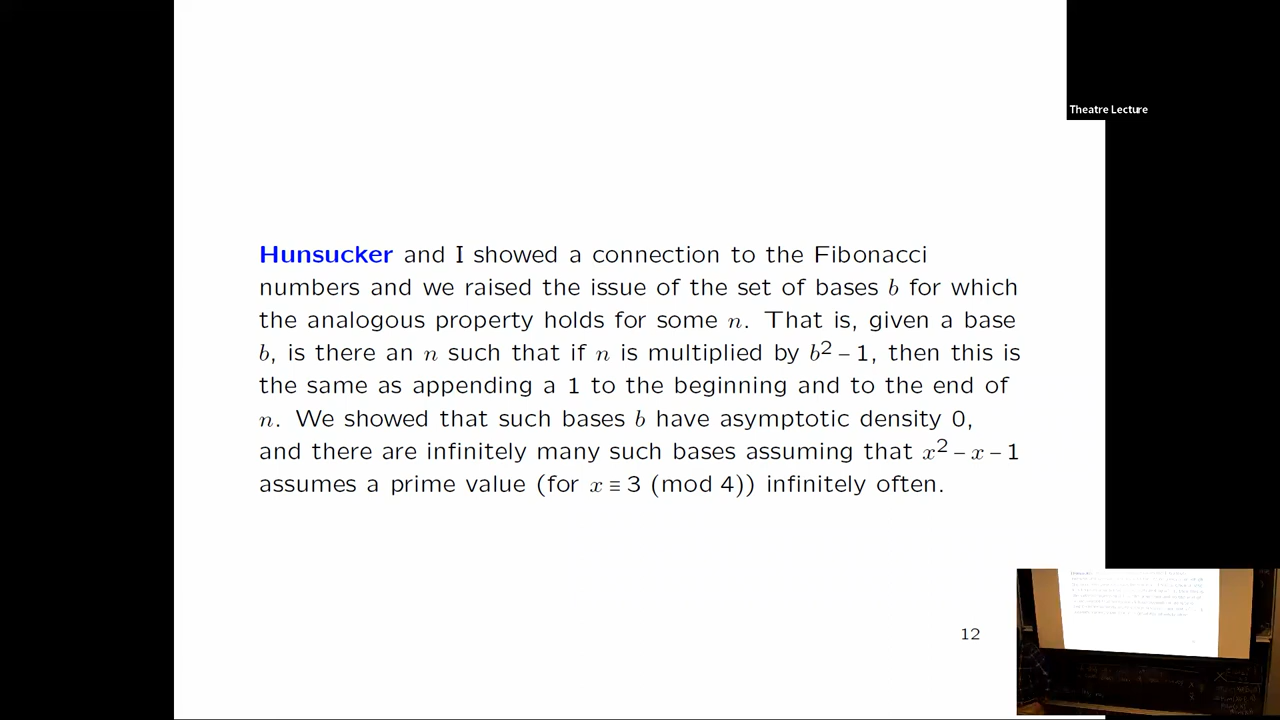 Theatre Lecture
Hunsucker and I showed a connection to the Fibonacci
numbers and we raised the issue of the set of bases b for which
the analogous property holds for some n. That is, given a base
b, is there an n such that if n is multiplied by b² – 1, then this is
the same as appending a 1 to the beginning and to the end of
n. We showed that such bases b have asymptotic density 0,
and there are infinitely many such bases assuming that x² – x – 1
assumes a prime value (for x ≡ 3 (mod 4)) infinitely often.
12